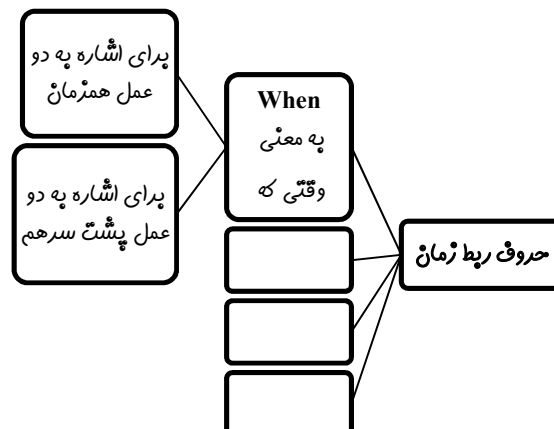 حروف ربط زمان
When
به معنی
وقتی که
برای اشاره به دو
عمل همزمان
برای اشاره به دو
عمل پشت سرهم